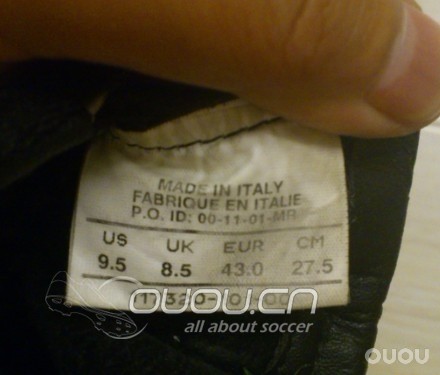 MADE IN ITALY
FABRIQUE EN ITALIE
P.O. ID: 00-11-01-MR
US UK EUR CM
9.5 8.5 43.0 27.5
OUOU.CN
all about soccer
OUOU